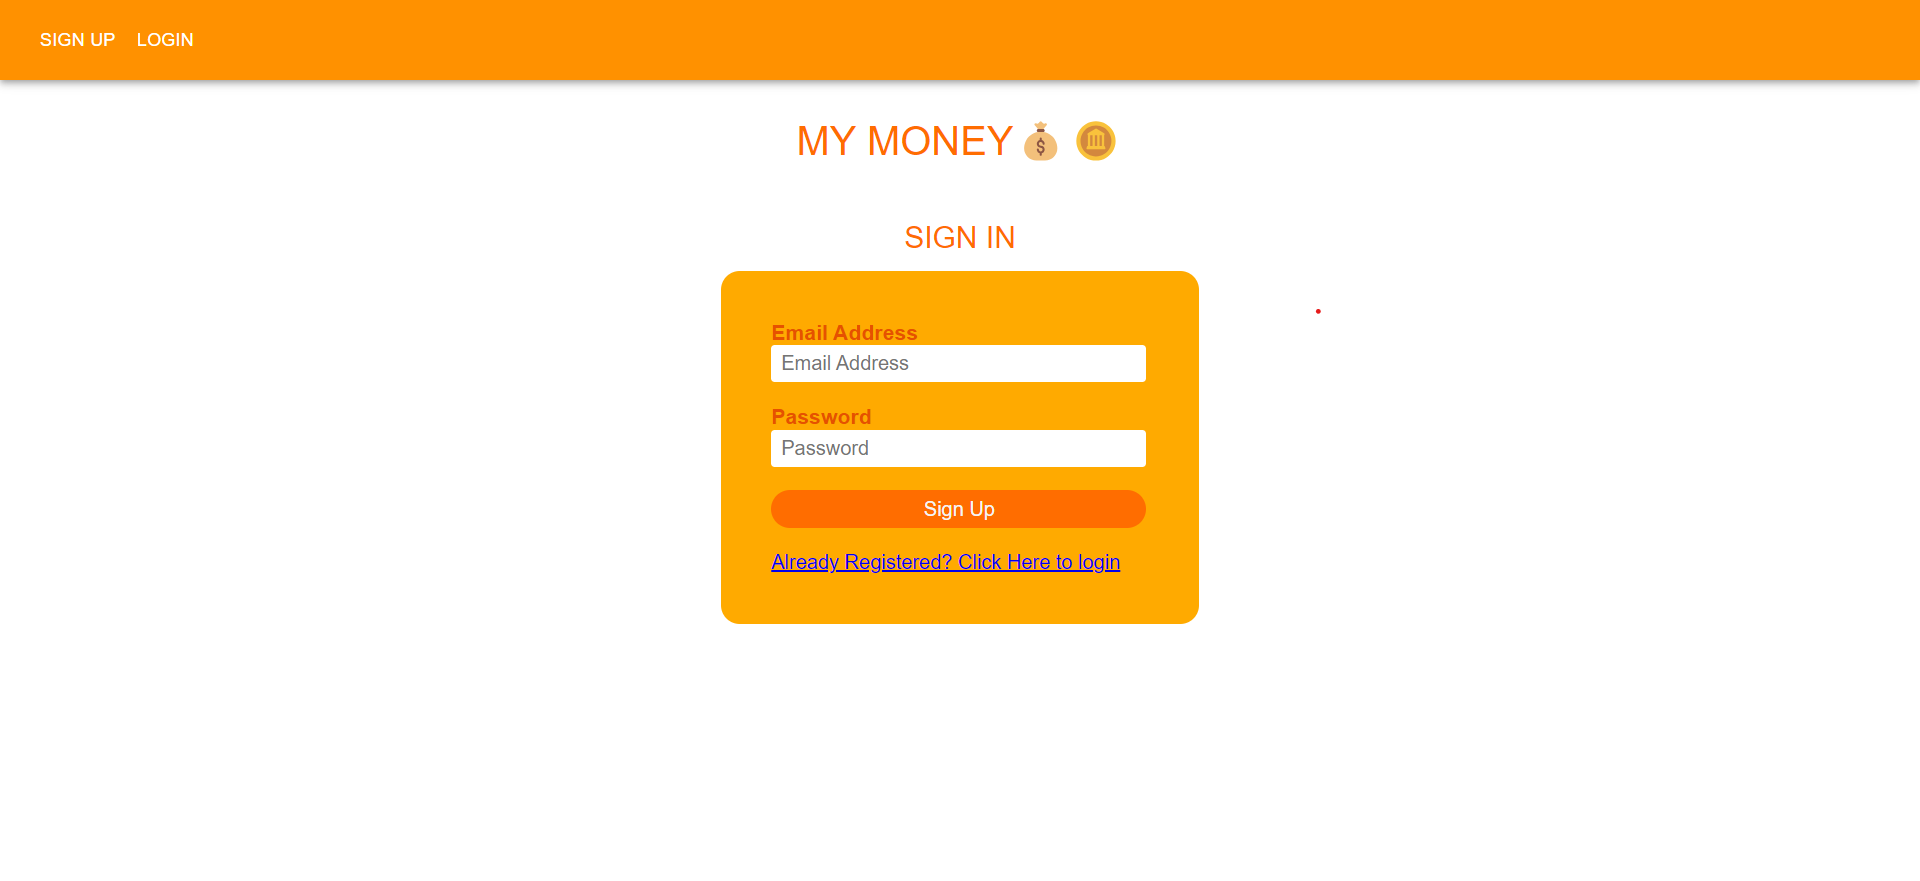 SIGN UP LOGIN
MY MONEY
SIGN IN
Email Address
Email Address
Password
Password
Sign Up
Already Registered? Click Here to login